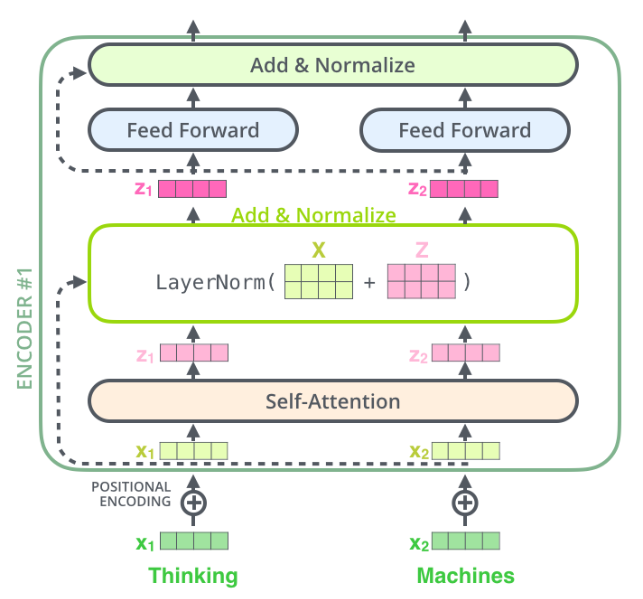 Add & Normalize
Feed Forward
Feed Forward
z1
z2
Add & Normalize
X
Z
LayerNorm( + )
ENCODER #1
z1
z2
Self-Attention
x1
x2
POSITIONAL
ENCODING
x1
x2
Thinking
Machines